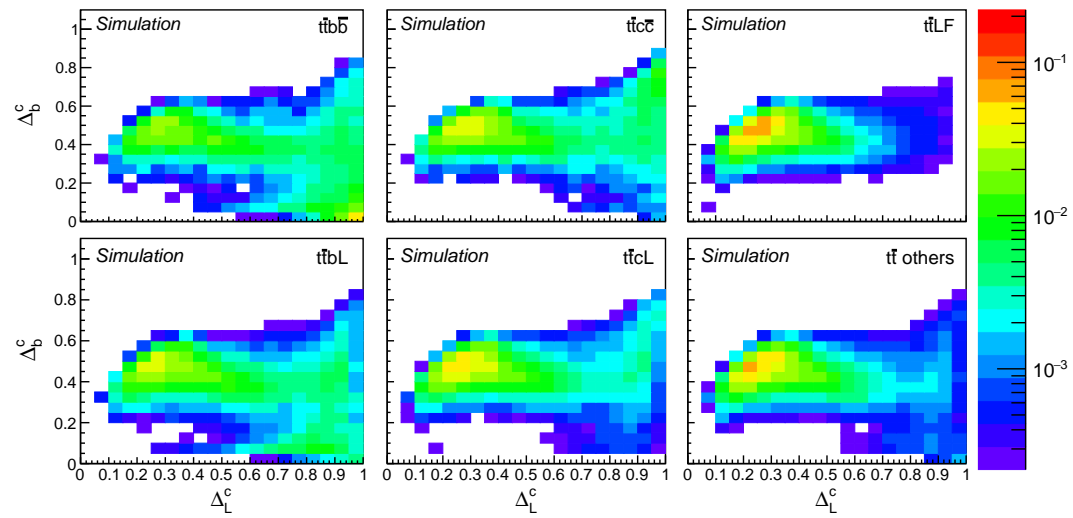 Simulation tt̄bb̄
Simulation tt̄cc̄
Simulation tt̄LF
1
0.8
0.6
0.4
0.2
0
Δ_b^c
10⁻¹
10⁻²
10⁻³
Simulation tt̄bL
Simulation tt̄cL
Simulation tt̄ others
1
0.8
0.6
0.4
0.2
0
Δ_b^c
0.1 0.2 0.3 0.4 0.5 0.6 0.7 0.8 0.9 1
0 0.1 0.2 0.3 0.4 0.5 0.6 0.7 0.8 0.9 1
0 0.1 0.2 0.3 0.4 0.5 0.6 0.7 0.8 0.9 1
Δ_L^c
Δ_L^c
Δ_L^c